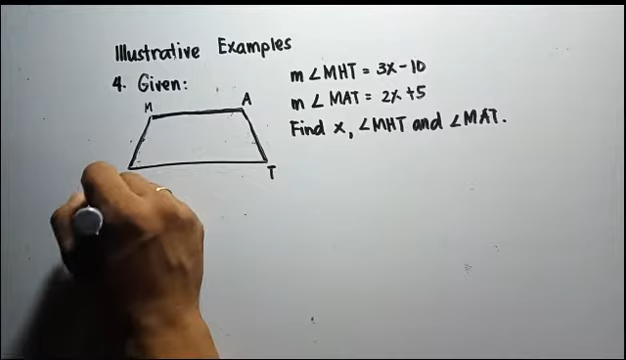 Illustrative Examples
4. Given:
m∠MHT = 3x-10
m∠MAT = 2x+5
Find x, ∠MHT and ∠MAT.
M
A
T